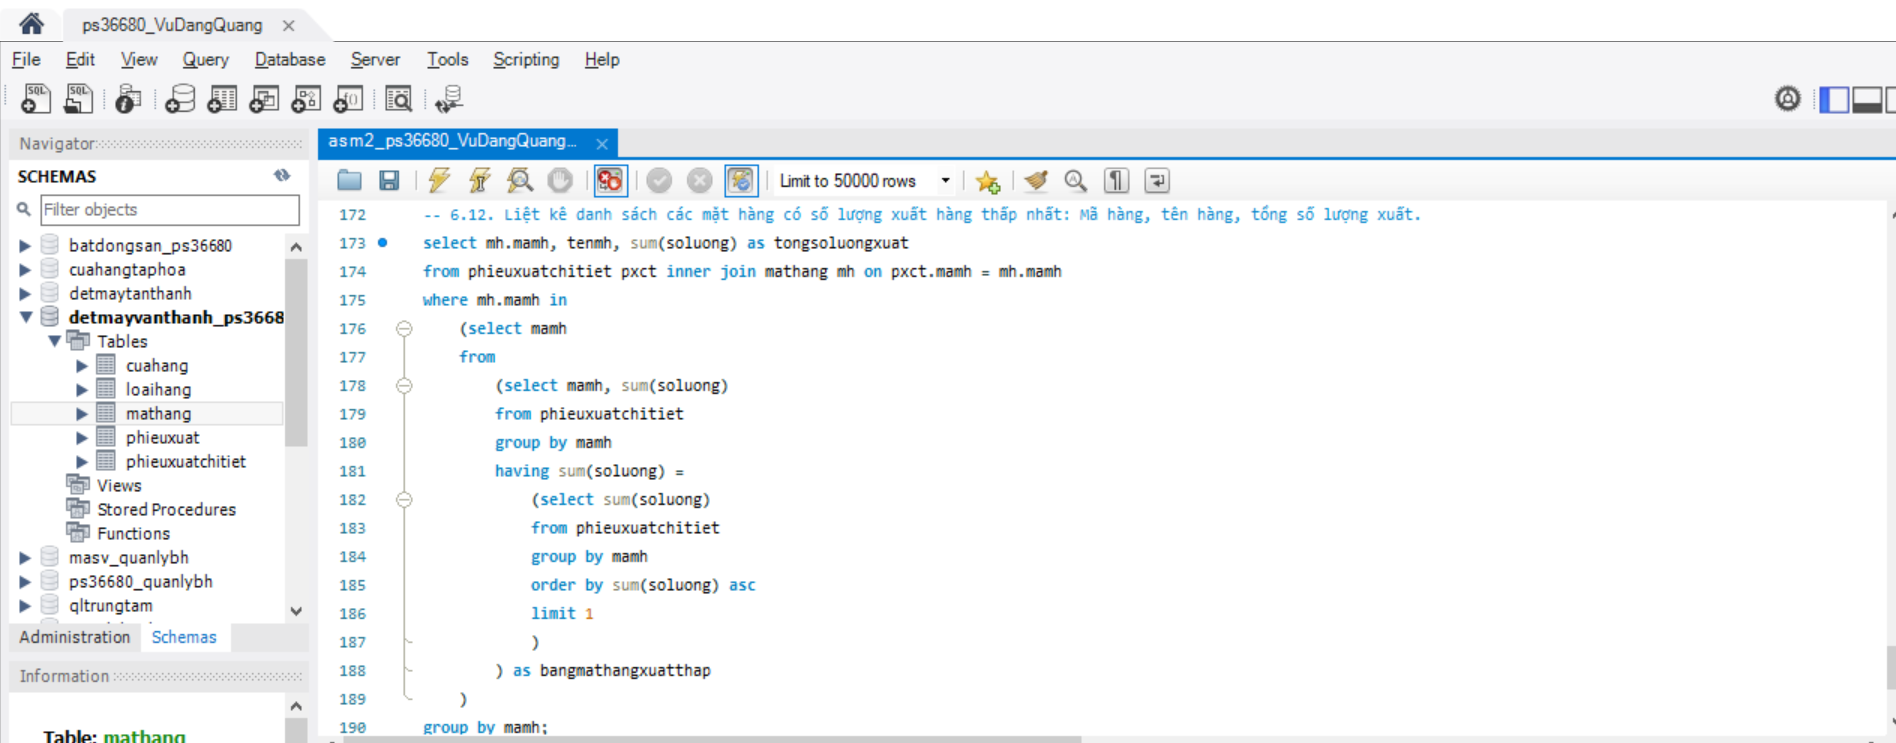 ps36680_VuDangQuang
File Edit View Query Database Server Tools Scripting Help
Navigator
SCHEMAS
Filter objects
batdongsan_ps36680
cuahangtaphoa
detmaytanthanh
detmayvanthanh_ps3668
Tables
cuahang
loaihang
mathang
phieuxuat
phieuxuatchitiet
Views
Stored Procedures
Functions
masv_quanlybh
ps36680_quanlybh
qltrungtam
Administration Schemas
Information
Table: mathang
asm2_ps36680_VuDangQuang...
Limit to 50000 rows
172 -- 6.12. Liệt kê danh sách các mặt hàng có số lượng xuất hàng thấp nhất: Mã hàng, tên hàng, tổng số lượng xuất.
173 select mh.mamh, tenmh, sum(soluong) as tongsoluongxuat
174 from phieuxuatchitiet pxct inner join mathang mh on pxct.mamh = mh.mamh
175 where mh.mamh in
176 (select mamh
177 from
178 (select mamh, sum(soluong)
179 from phieuxuatchitiet
180 group by mamh
181 having sum(soluong) =
182 (select sum(soluong)
183 from phieuxuatchitiet
184 group by mamh
185 order by sum(soluong) asc
186 limit 1
187 )
188 ) as bangmathangxuatthap
189 )
190 group by mamh;